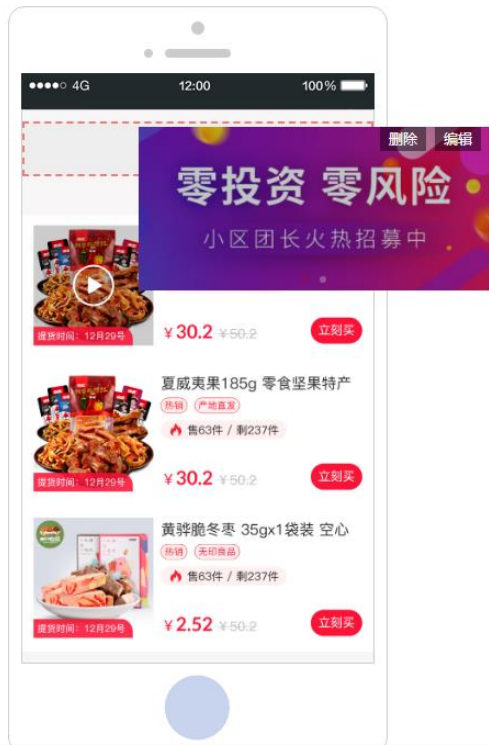 4G 12:00 100%
删除 编辑
零投资 零风险
小区团长火热招募中
提货时间：12月29号
¥30.2 ¥50.2 立刻买
夏威夷果185g 零食坚果特产
热销 产地直发
售63件 / 剩237件
提货时间：12月29号
¥30.2 ¥50.2 立刻买
黄骅脆冬枣 35gx1袋装 空心
热销 无印良品
售63件 / 剩237件
提货时间：12月29号
¥2.52 ¥50.2 立刻买